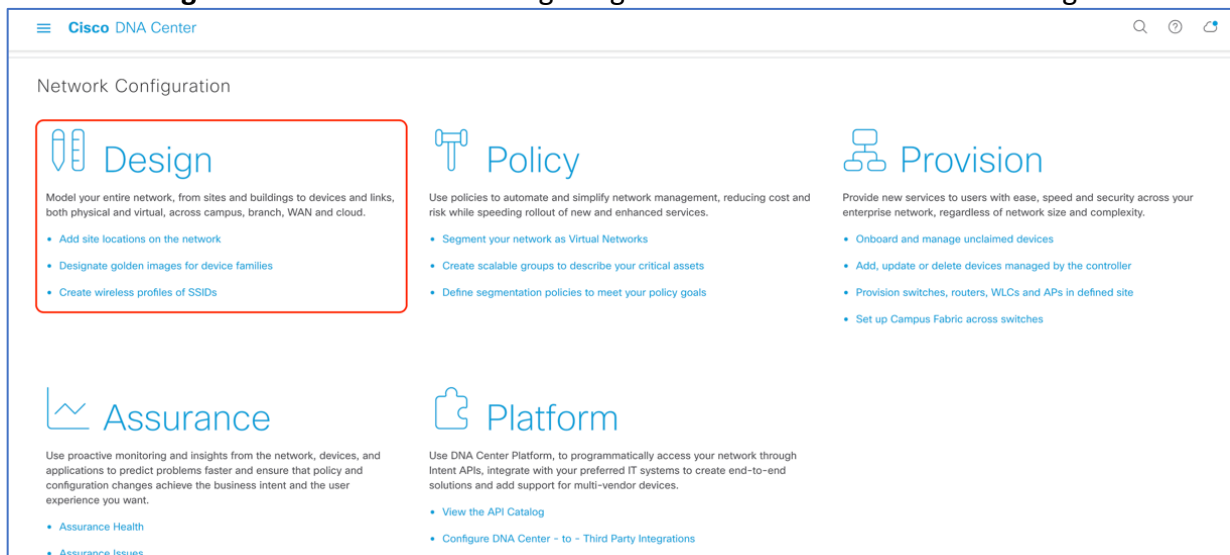 Cisco DNA Center
Network Configuration
Design
Model your entire network, from sites and buildings to devices and links,
both physical and virtual, across campus, branch, WAN and cloud.
• Add site locations on the network
• Designate golden images for device families
• Create wireless profiles of SSIDs
Policy
Use policies to automate and simplify network management, reducing cost and
risk while speeding rollout of new and enhanced services.
• Segment your network as Virtual Networks
• Create scalable groups to describe your critical assets
• Define segmentation policies to meet your policy goals
Provision
Provide new services to users with ease, speed and security across your
enterprise network, regardless of network size and complexity.
• Onboard and manage unclaimed devices
• Add, update or delete devices managed by the controller
• Provision switches, routers, WLCs and APs in defined site
• Set up Campus Fabric across switches
Assurance
Use proactive monitoring and insights from the network, devices, and
applications to predict problems faster and ensure that policy and
configuration changes achieve the business intent and the user
experience you want.
• Assurance Health
• Assurance Issues
Platform
Use DNA Center Platform, to programmatically access your network through
Intent APIs, integrate with your preferred IT systems to create end-to-end
solutions and add support for multi-vendor devices.
• View the API Catalog
• Configure DNA Center - to - Third Party Integrations